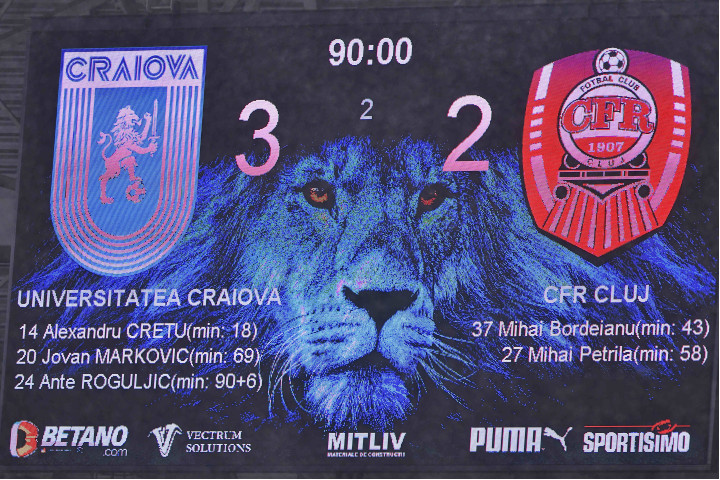 90:00
CRAIOVA
3
2
2
FOTBAL CLUB
CFR
1907
CLUJ
UNIVERSITATEA CRAIOVA
14 Alexandru CRETU(min: 18)
20 Jovan MARKOVIC(min: 69)
24 Ante ROGULJIC(min: 90+6)
CFR CLUJ
37 Mihai Bordeianu(min: 43)
27 Mihai Petrila(min: 58)
BETANO
.com
VECTRUM
SOLUTIONS
MITLIV
MATERIALE DE CONSTRUCTII
PUMA
SPORTISIMO